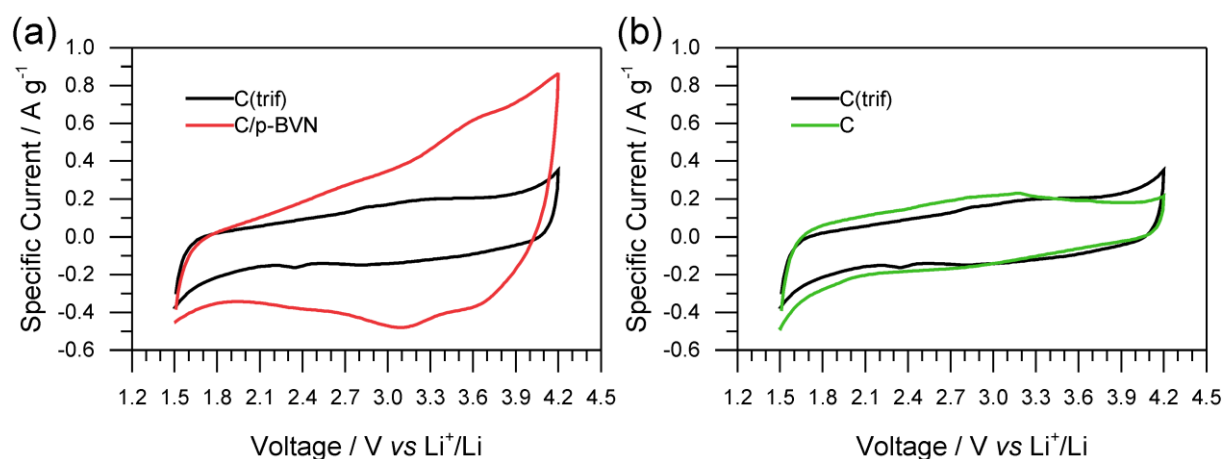 (a)
Specific Current / A g⁻¹
1.0
0.8
0.6
0.4
0.2
0.0
-0.2
-0.4
-0.6
C(trif)
C/p-BVN
1.2 1.5 1.8 2.1 2.4 2.7 3.0 3.3 3.6 3.9 4.2 4.5
Voltage / V vs Li⁺/Li
(b)
Specific Current / A g⁻¹
1.0
0.8
0.6
0.4
0.2
0.0
-0.2
-0.4
-0.6
C(trif)
C
1.2 1.5 1.8 2.1 2.4 2.7 3.0 3.3 3.6 3.9 4.2 4.5
Voltage / V vs Li⁺/Li